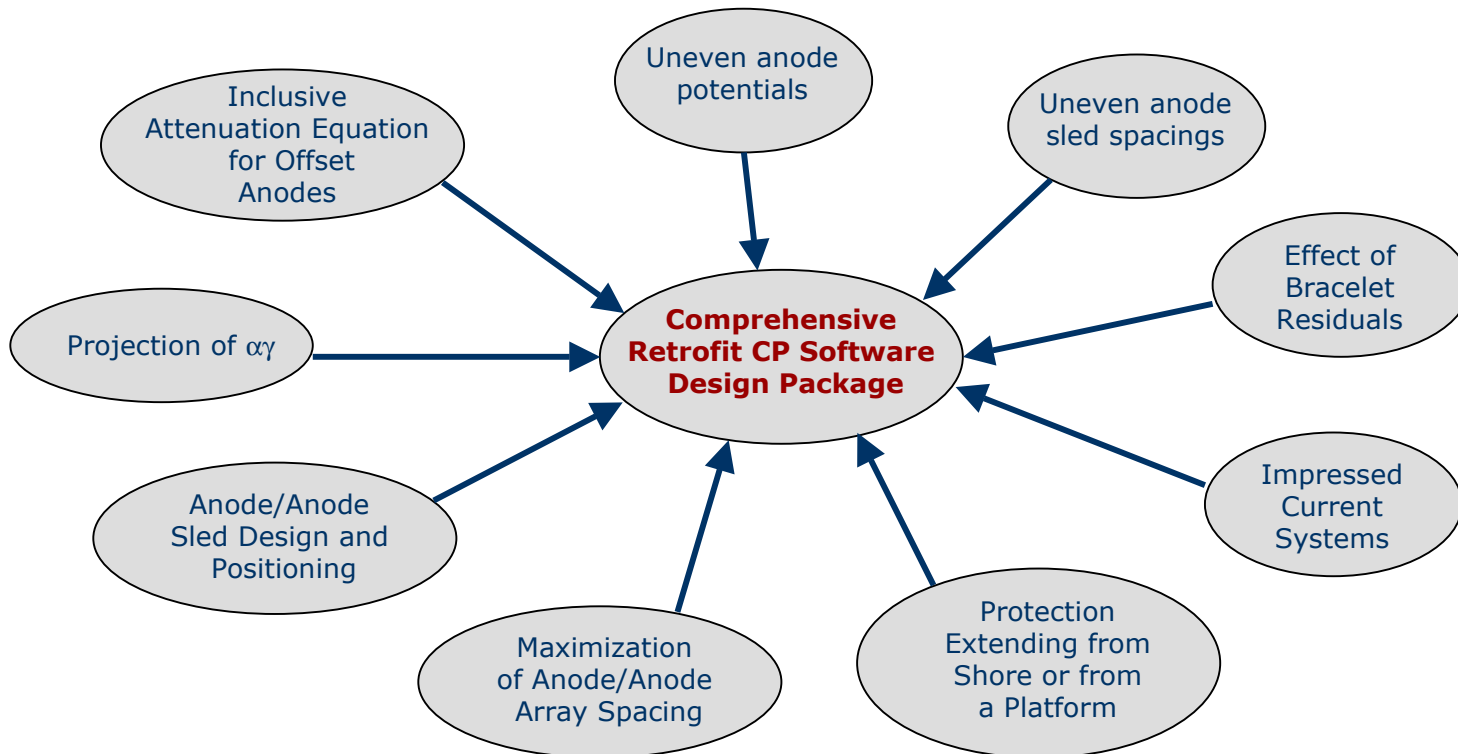 Uneven anode
potentials
Inclusive
Attenuation Equation
for Offset
Anodes
Uneven anode
sled spacings
Effect of
Bracelet
Residuals
Comprehensive
Retrofit CP Software
Design Package
Projection of αγ
Anode/Anode
Sled Design and
Positioning
Impressed
Current
Systems
Maximization
of Anode/Anode
Array Spacing
Protection
Extending from
Shore or from
a Platform